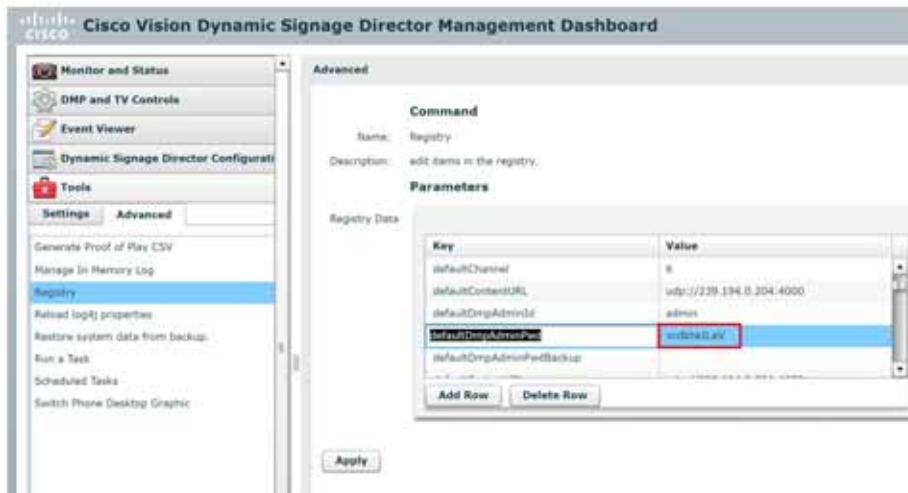 CISCO
Cisco Vision Dynamic Signage Director Management Dashboard
Monitor and Status
DMP and TV Controls
Event Viewer
Dynamic Signage Director Configurati
Tools
Settings Advanced
Generate Proof of Play CSV
Manage In Memory Log
Registry
Reload log4j properties
Restore system data from backup.
Run a Task
Scheduled Tasks
Switch Phone Desktop Graphic
Advanced
Command
Name: Registry
Description: edit items in the registry.
Parameters
Registry Data
Key Value
defaultChannel 6
defaultContentURL udp://239.194.0.204:4000
defaultDmpAdminId admin
defaultDmpAdminPwd
defaultDmpAdminPwdBackup
Add Row Delete Row
Apply